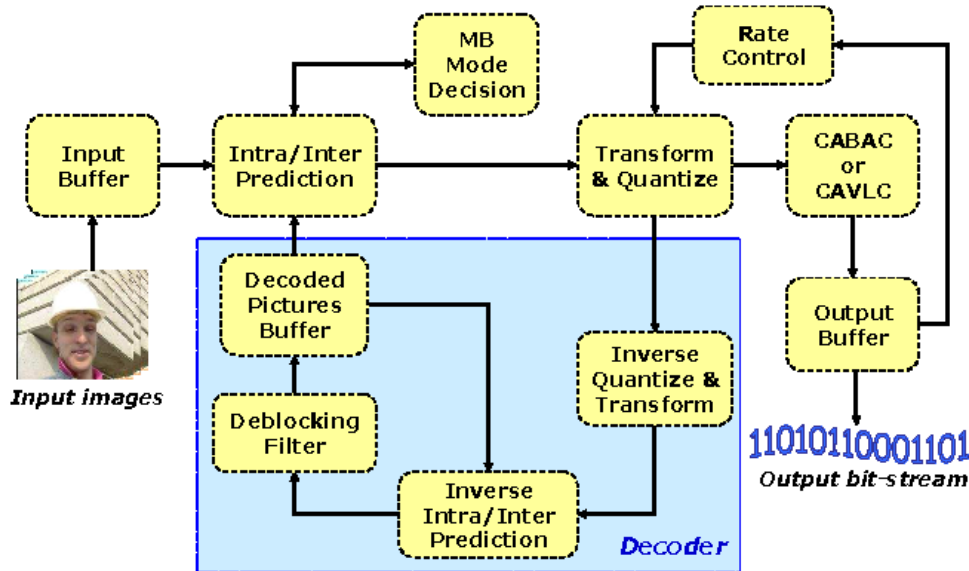 MB
Mode
Decision
Rate
Control
Input
Buffer
Intra/Inter
Prediction
Transform
& Quantize
CABAC
or
CAVLC
Decoded
Pictures
Buffer
Output
Buffer
Inverse
Quantize &
Transform
Input images
Deblocking
Filter
11010110001101
Output bit-stream
Inverse
Intra/Inter
Prediction
Decoder